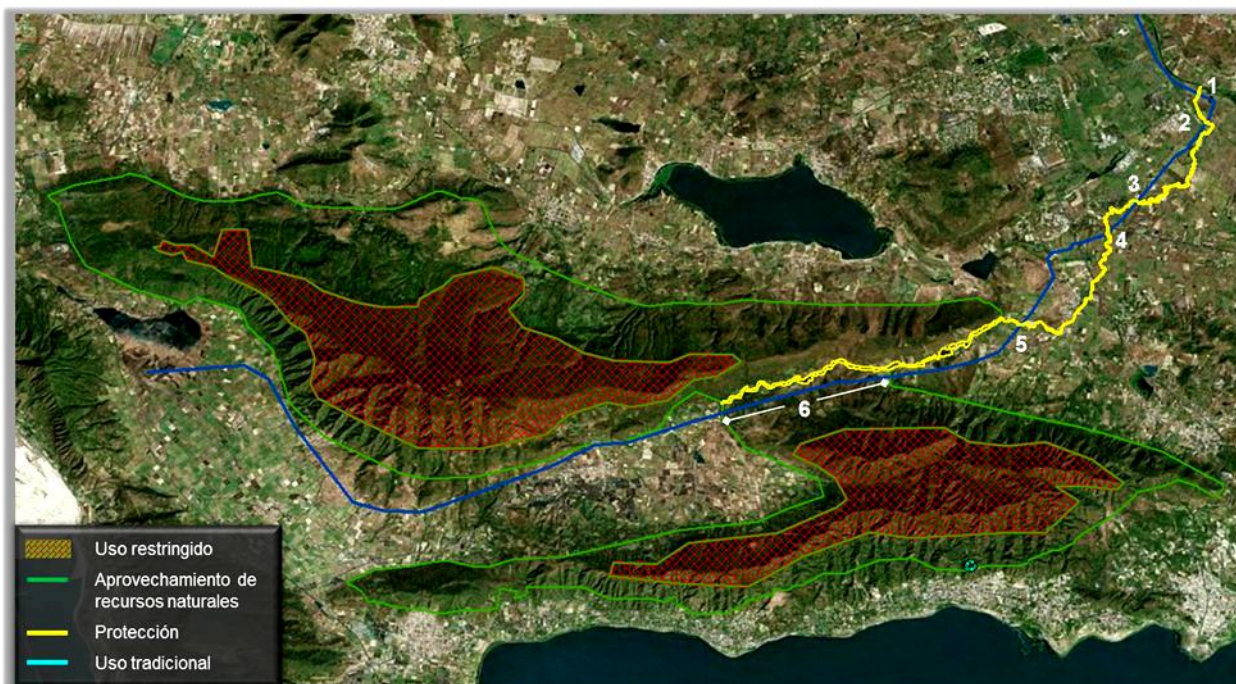 1
2
3
4
5
6
Uso restringido
Aprovechamiento de
recursos naturales
Protección
Uso tradicional